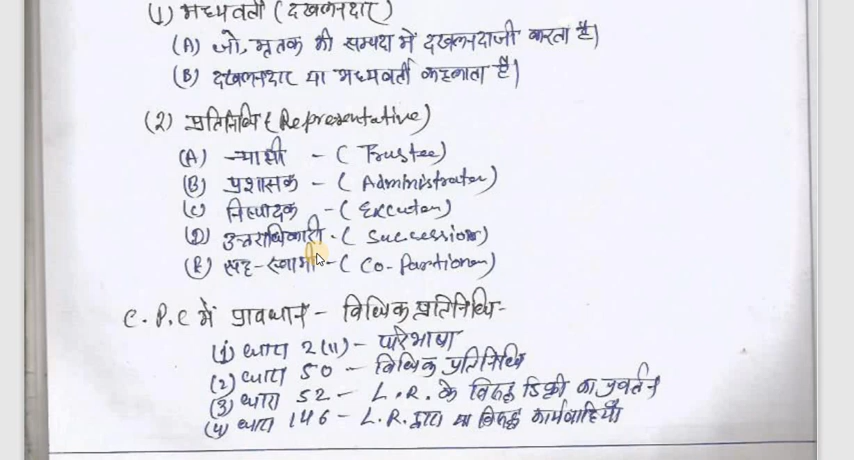 (1) मध्यवर्ती (दखलनदार)
(A) जो, मृतक की सम्पदा में दखलनदाजी करता है।
(B) दखलनदार या मध्यवर्ती कहलाता है।
(2) प्रतिनिधि (Representative)
(A) न्यासी - (Trustee)
(B) प्रशासक - (Administrater)
(C) निष्पादक - (Executer)
(D) उत्तराधिकारी - (Succession)
(E) सह-स्वामी - (Co-Partioner)
C.P.C में प्रावधान - विधिक प्रतिनिधि -
(1) धारा 2(11) - परिभाषा
(2) धारा 50 - विधिक प्रतिनिधि
(3) धारा 52 - L.R. के विरुद्ध डिक्री का प्रवर्तन
(4) धारा 146 - L.R. द्वारा या विरुद्ध कार्यवाहियाँ